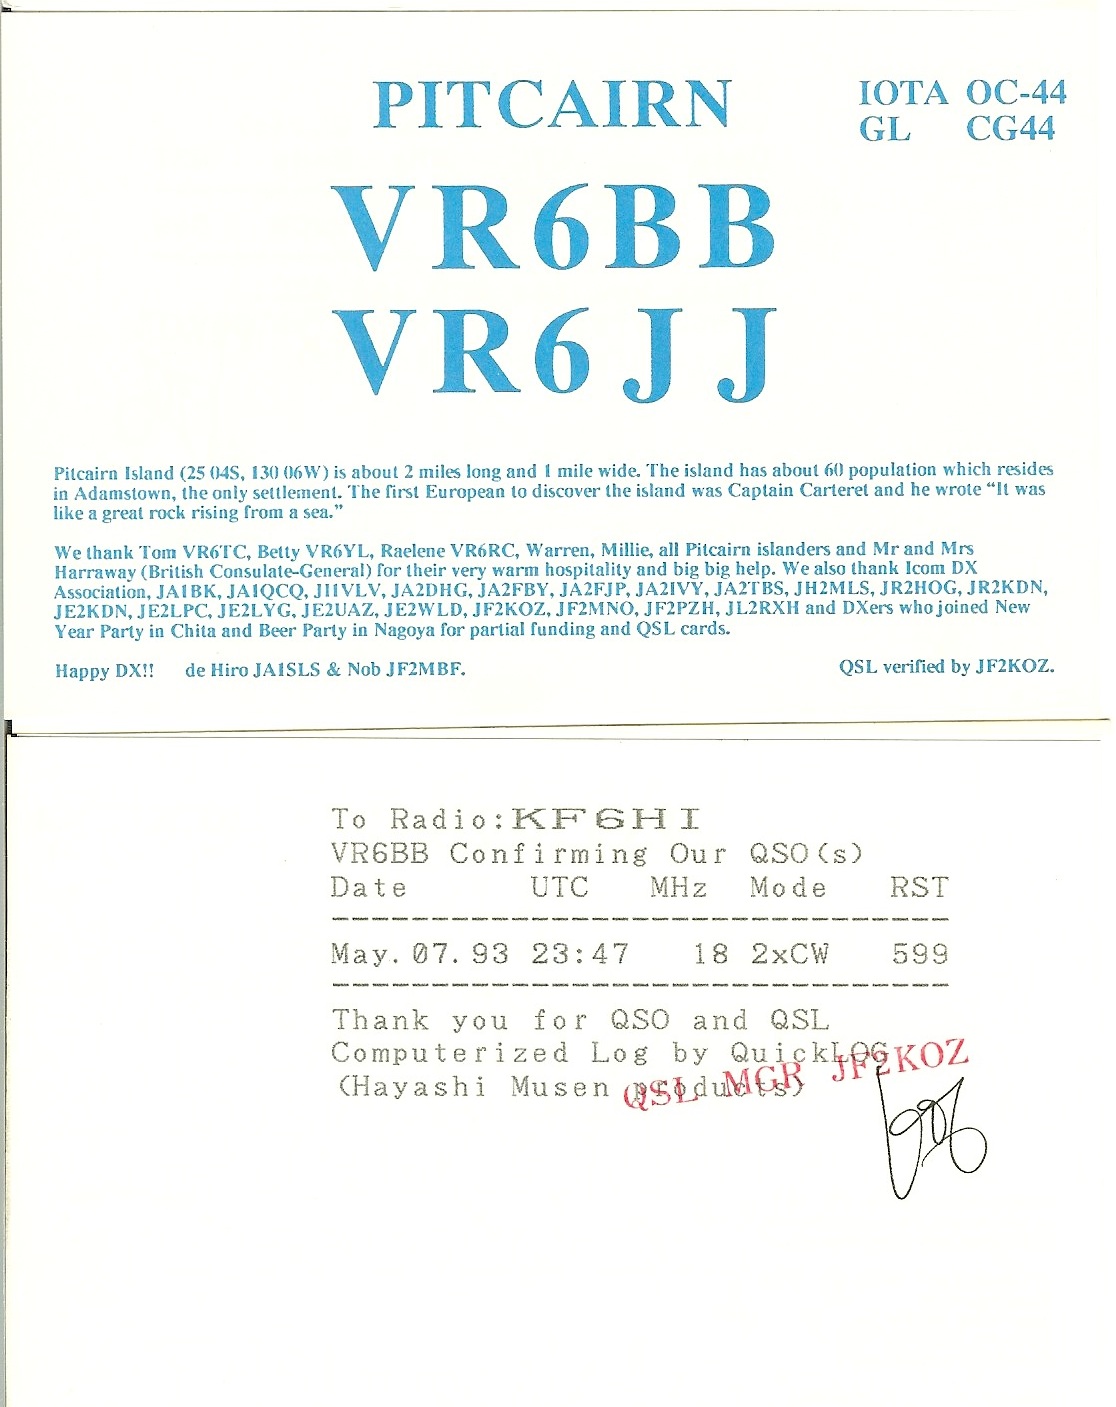 PITCAIRN
IOTA OC-44
GL CG44
VR6BB
VR6JJ
Pitcairn Island (25 04S, 130 06W) is about 2 miles long and 1 mile wide. The island has about 60 population which resides
in Adamstown, the only settlement. The first European to discover the island was Captain Carteret and he wrote “It was
like a great rock rising from a sea.”
We thank Tom VR6TC, Betty VR6YL, Raelene VR6RC, Warren, Millie, all Pitcairn islanders and Mr and Mrs
Harraway (British Consulate-General) for their very warm hospitality and big big help. We also thank Icom DX
Association, JA1BK, JA1QCQ, JI1VLV, JA2DHG, JA2FBY, JA2FJP, JA2IVY, JA2TBS, JH2MLS, JR2HOG, JR2KDN,
JE2KDN, JE2LPC, JE2LYG, JE2UAZ, JE2WLD, JF2KOZ, JF2MNO, JF2PZH, JL2RXH and DXers who joined New
Year Party in Chita and Beer Party in Nagoya for partial funding and QSL cards.
Happy DX!! de Hiro JA1SLS & Nob JF2MBF. QSL verified by JF2KOZ.
To Radio:KF6HI
VR6BB Confirming Our QSO(s)
Date UTC MHz Mode RST
May. 07. 93 23:47 18 2xCW 599
Thank you for QSO and QSL
Computerized Log by QuickLOG
(Hayashi Musen products)
QSL MGR JF2KOZ